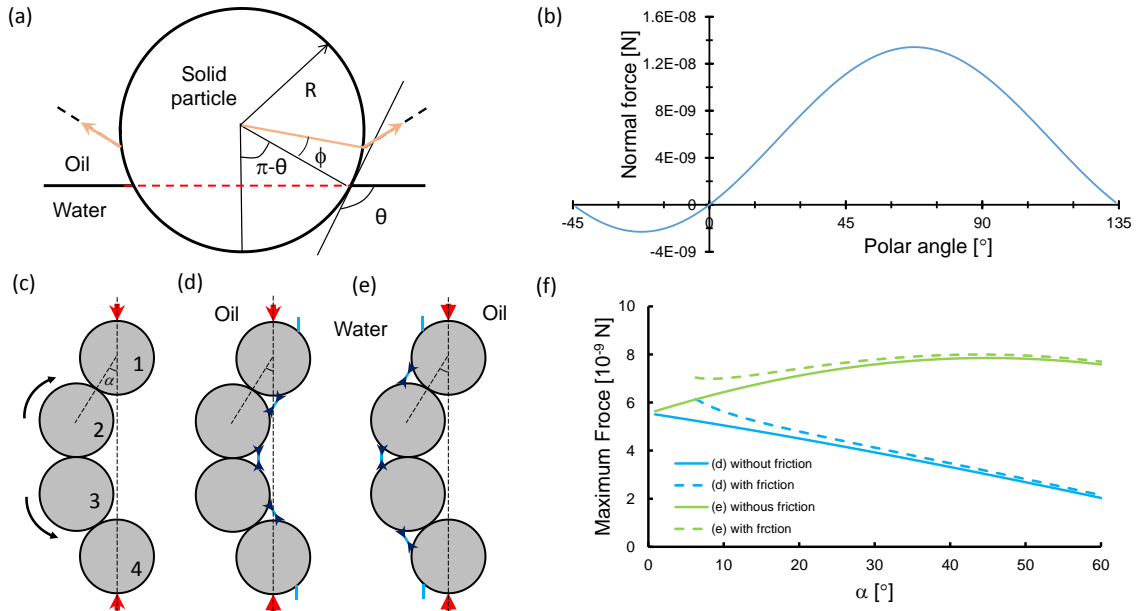 (a)
Solid
particle
R
Oil
ϕ
π-θ
Water
θ
(b)
Normal force [N]
1.6E-08
1.2E-08
8E-09
4E-09
0
-4E-09
-45
0
45
90
135
Polar angle [°]
(c)
1
α
2
3
4
(d)
Oil
(e)
Water
Oil
(f)
Maximum Froce [10⁻⁹ N]
10
8
6
4
2
0
(d) without friction
(d) with friction
(e) withous friction
(e) with frction
0
10
20
30
40
50
60
α [°]